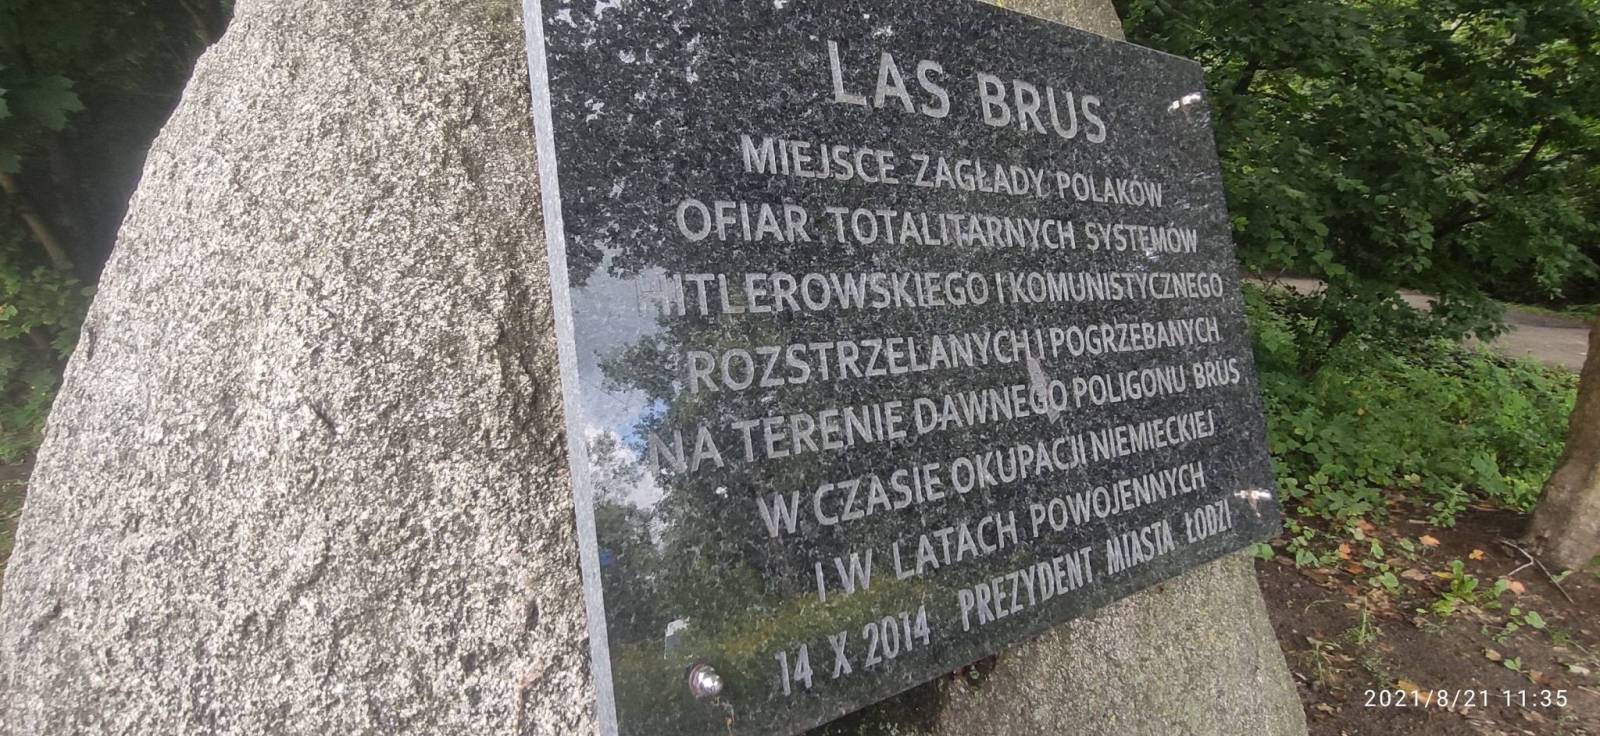 LAS BRUS
MIEJSCE ZAGŁADY POLAKÓW
OFIAR TOTALITARNYCH SYSTEMÓW
HITLEROWSKIEGO I KOMUNISTYCZNEGO
ROZSTRZELANYCH I POGRZEBANYCH
NA TERENIE DAWNEGO POLIGONU BRUS
W CZASIE OKUPACJI NIEMIECKIEJ
I W LATACH POWOJENNYCH
14 X 2014 PREZYDENT MIASTA ŁODZI
2021/8/21 11:35